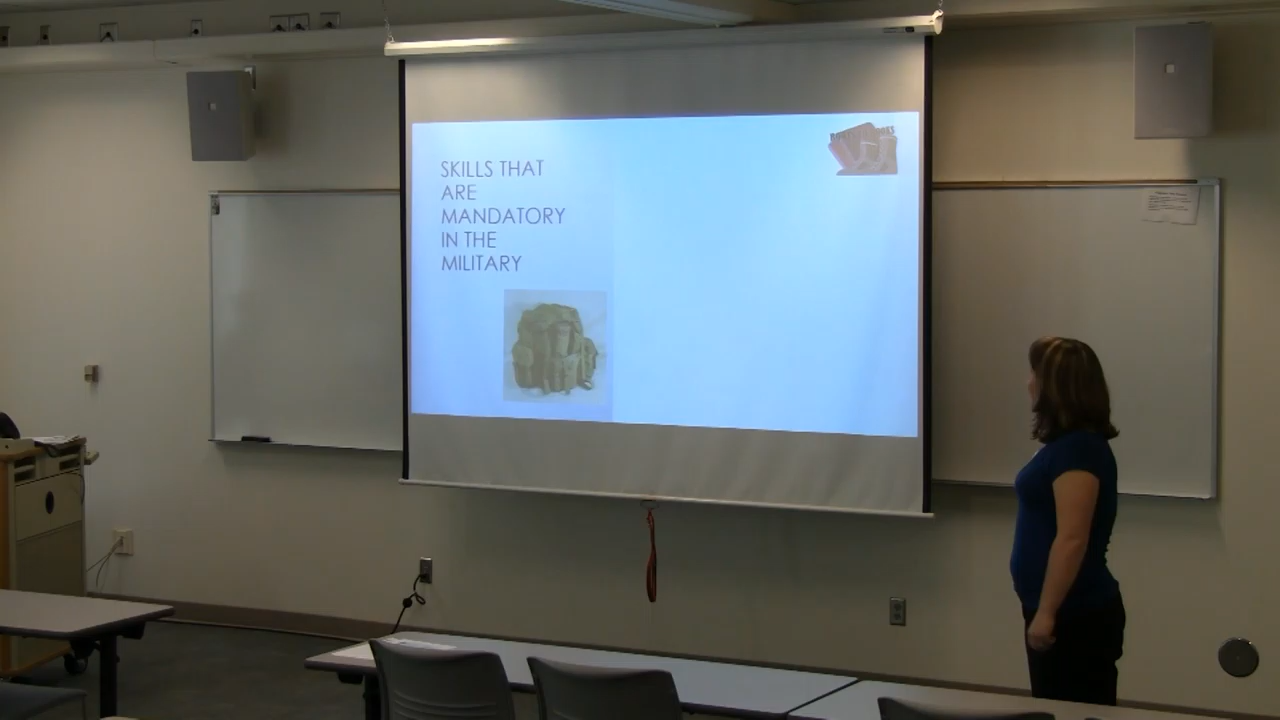 SKILLS THAT
ARE
MANDATORY
IN THE
MILITARY